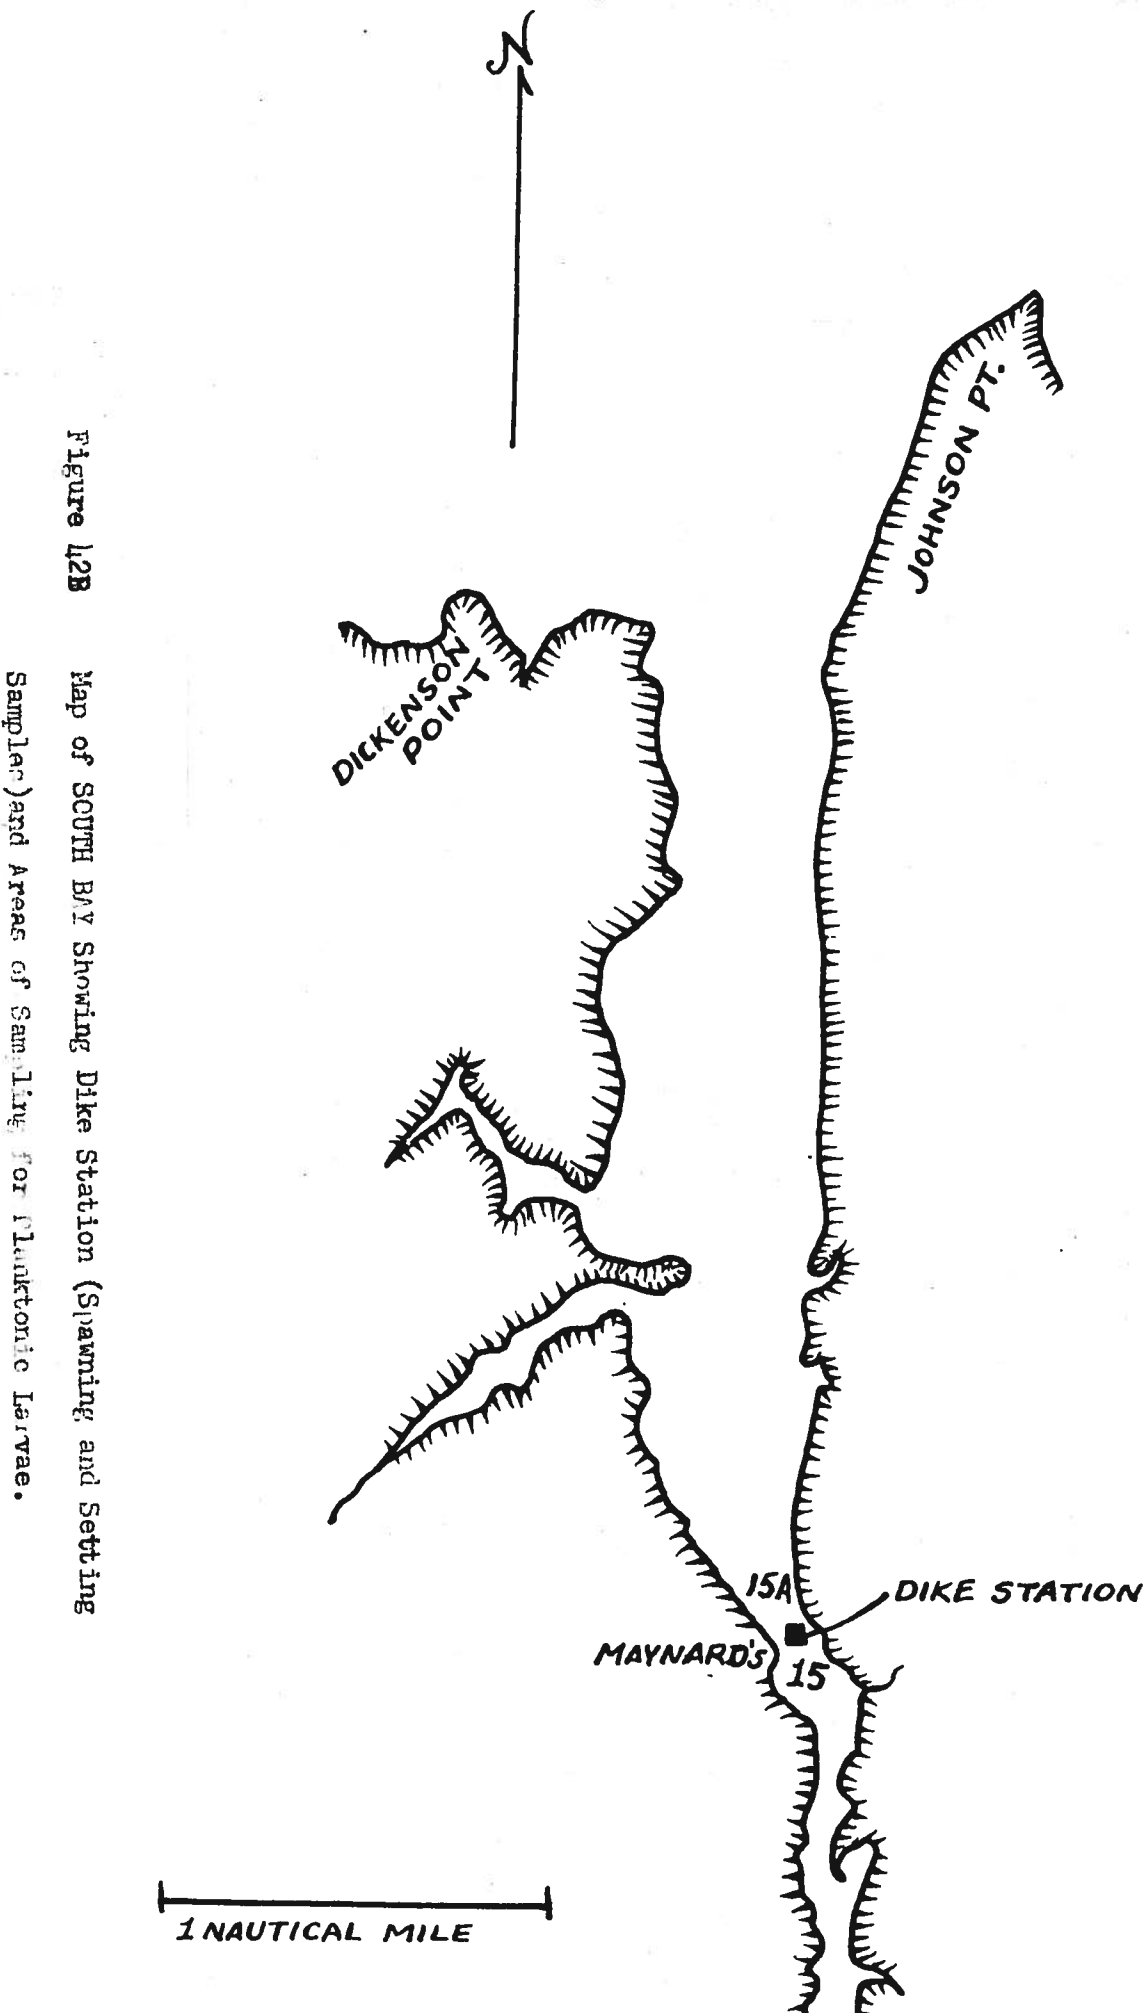 N
JOHNSON PT.
DICKENSON
POINT
15A
DIKE STATION
MAYNARD'S
15
1 NAUTICAL MILE
Figure 42B Map of SOUTH BAY Showing Dike Station (Spawning and Setting
Samples) and Areas of Sampling for Planktonic Larvae.